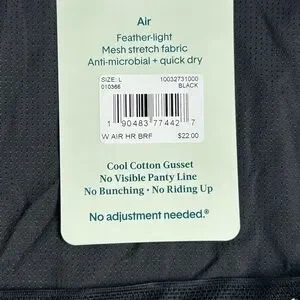 Air
Feather-light
Mesh stretch fabric
Anti-microbial + quick dry
SIZE: L 10032731000
010366 BLACK
1 90483 77442 7
W AIR HR BRF $22.00
Cool Cotton Gusset
No Visible Panty Line
No Bunching • No Riding Up
No adjustment needed.®